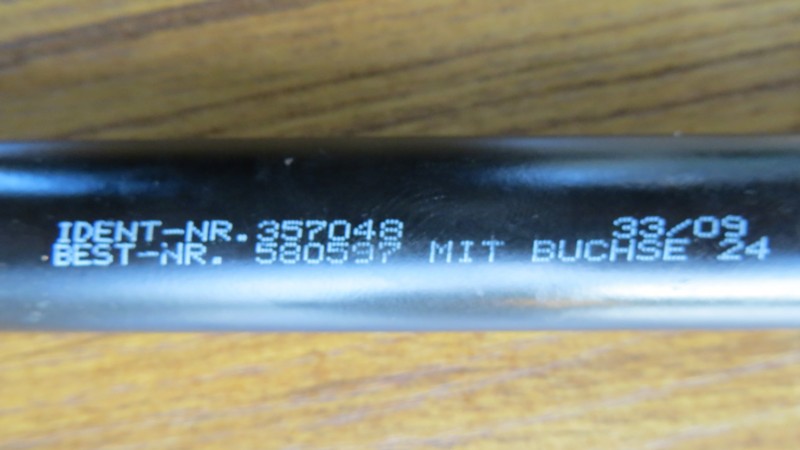 IDENT-NR.357048 33/09
BEST-NR. 580597 MIT BUCHSE 24